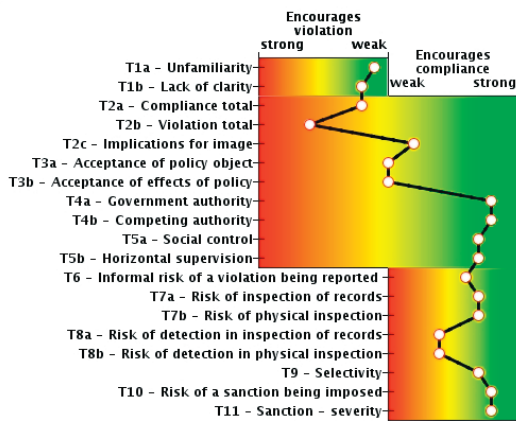 Encourages
violation
strong weak
Encourages
compliance
weak strong
T1a – Unfamiliarity
T1b – Lack of clarity
T2a – Compliance total
T2b – Violation total
T2c – Implications for image
T3a – Acceptance of policy object
T3b – Acceptance of effects of policy
T4a – Government authority
T4b – Competing authority
T5a – Social control
T5b – Horizontal supervision
T6 – Informal risk of a violation being reported
T7a – Risk of inspection of records
T7b – Risk of physical inspection
T8a – Risk of detection in inspection of records
T8b – Risk of detection in physical inspection
T9 – Selectivity
T10 – Risk of a sanction being imposed
T11 – Sanction – severity